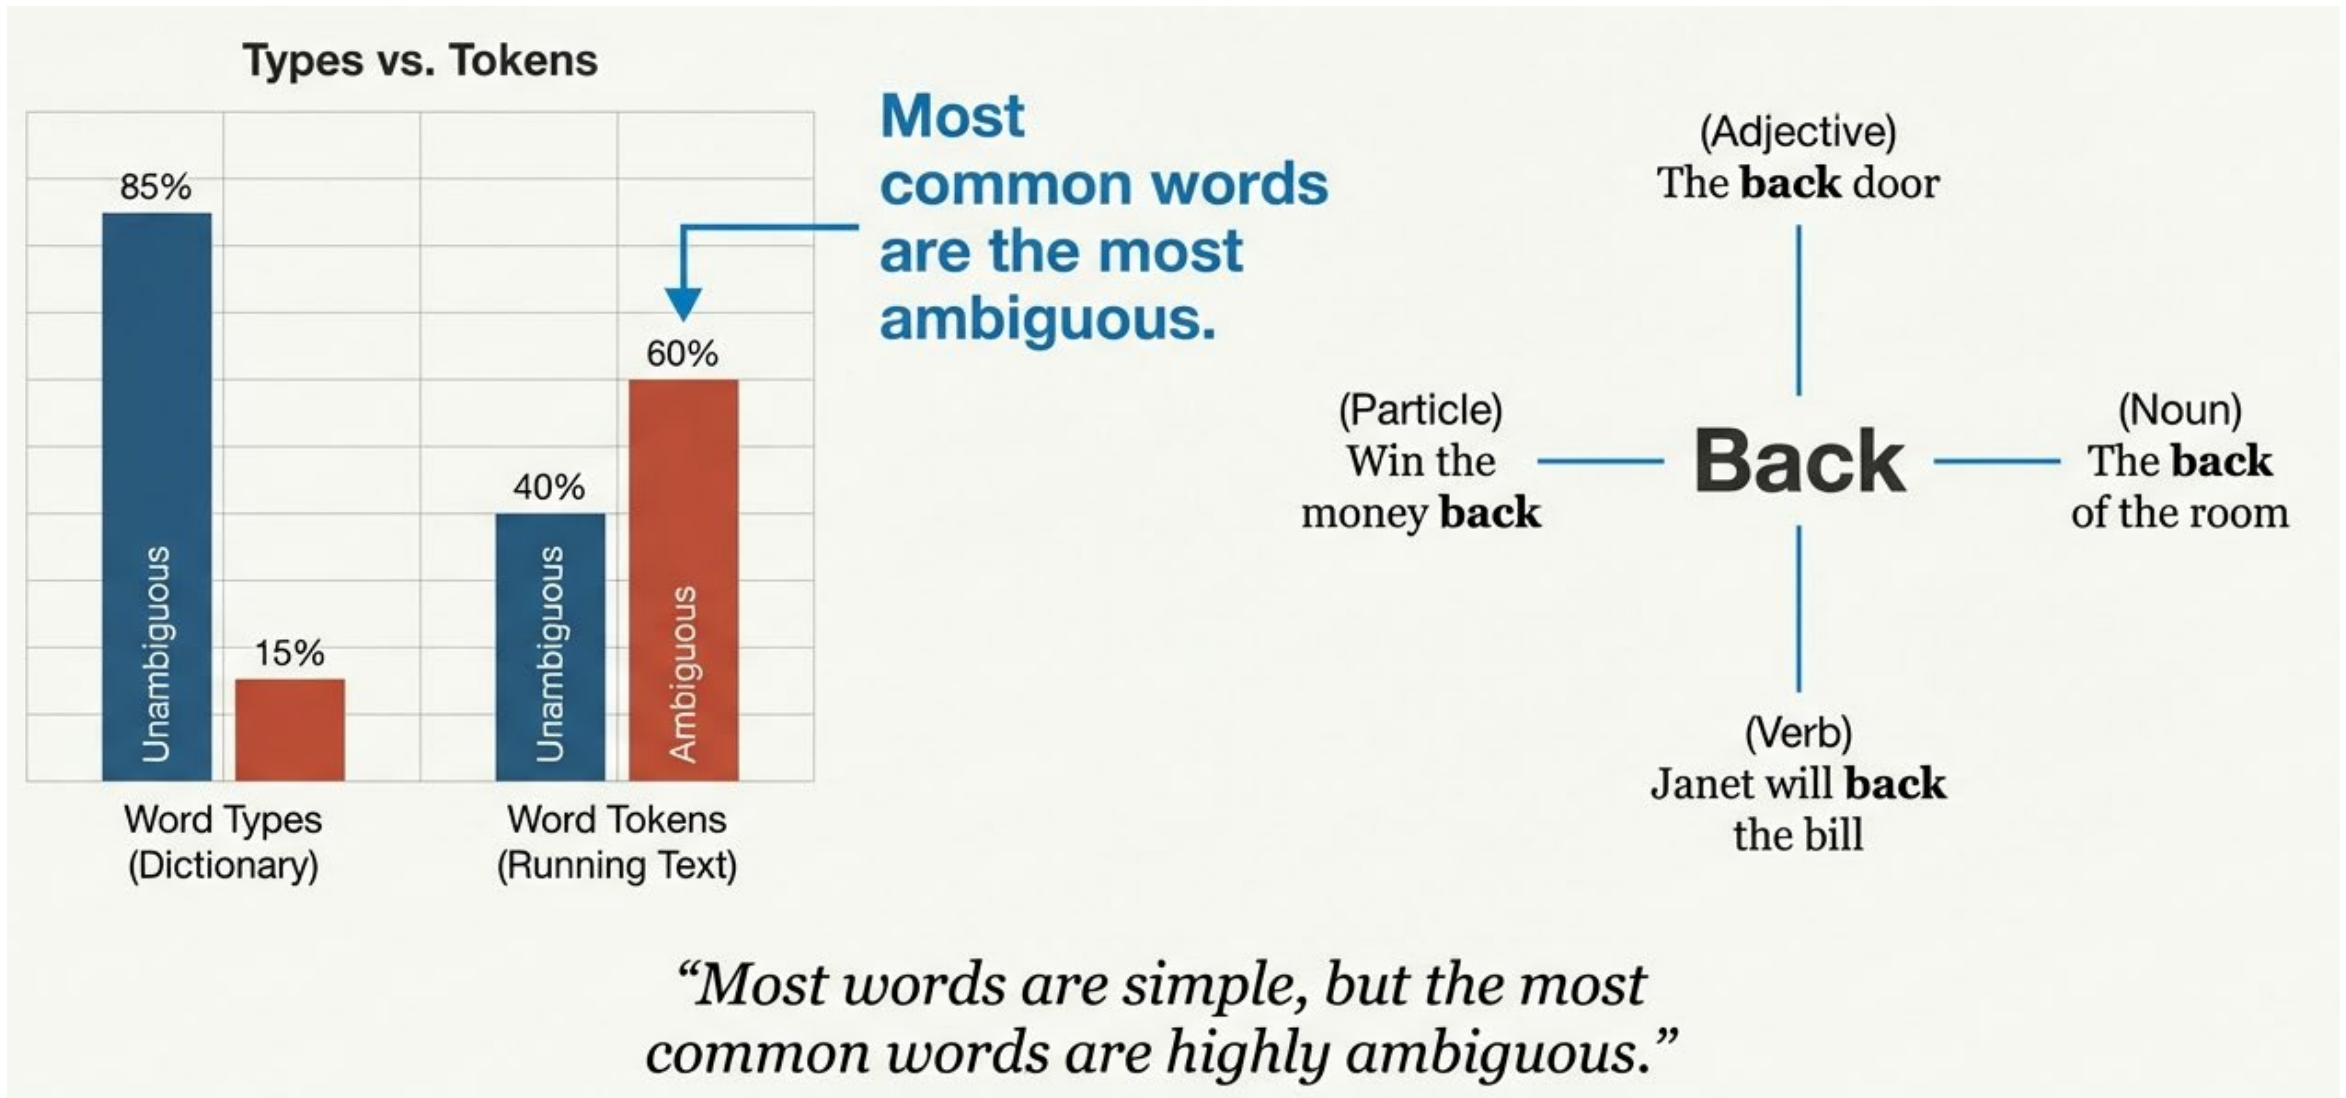 Types vs. Tokens
85%
Unambiguous
15%
40%
Unambiguous
60%
Ambiguous
Word Types
(Dictionary)
Word Tokens
(Running Text)
Most
common words
are the most
ambiguous.
(Adjective)
The back door
(Particle)
Win the
money back
Back
(Noun)
The back
of the room
(Verb)
Janet will back
the bill
“Most words are simple, but the most
common words are highly ambiguous.”